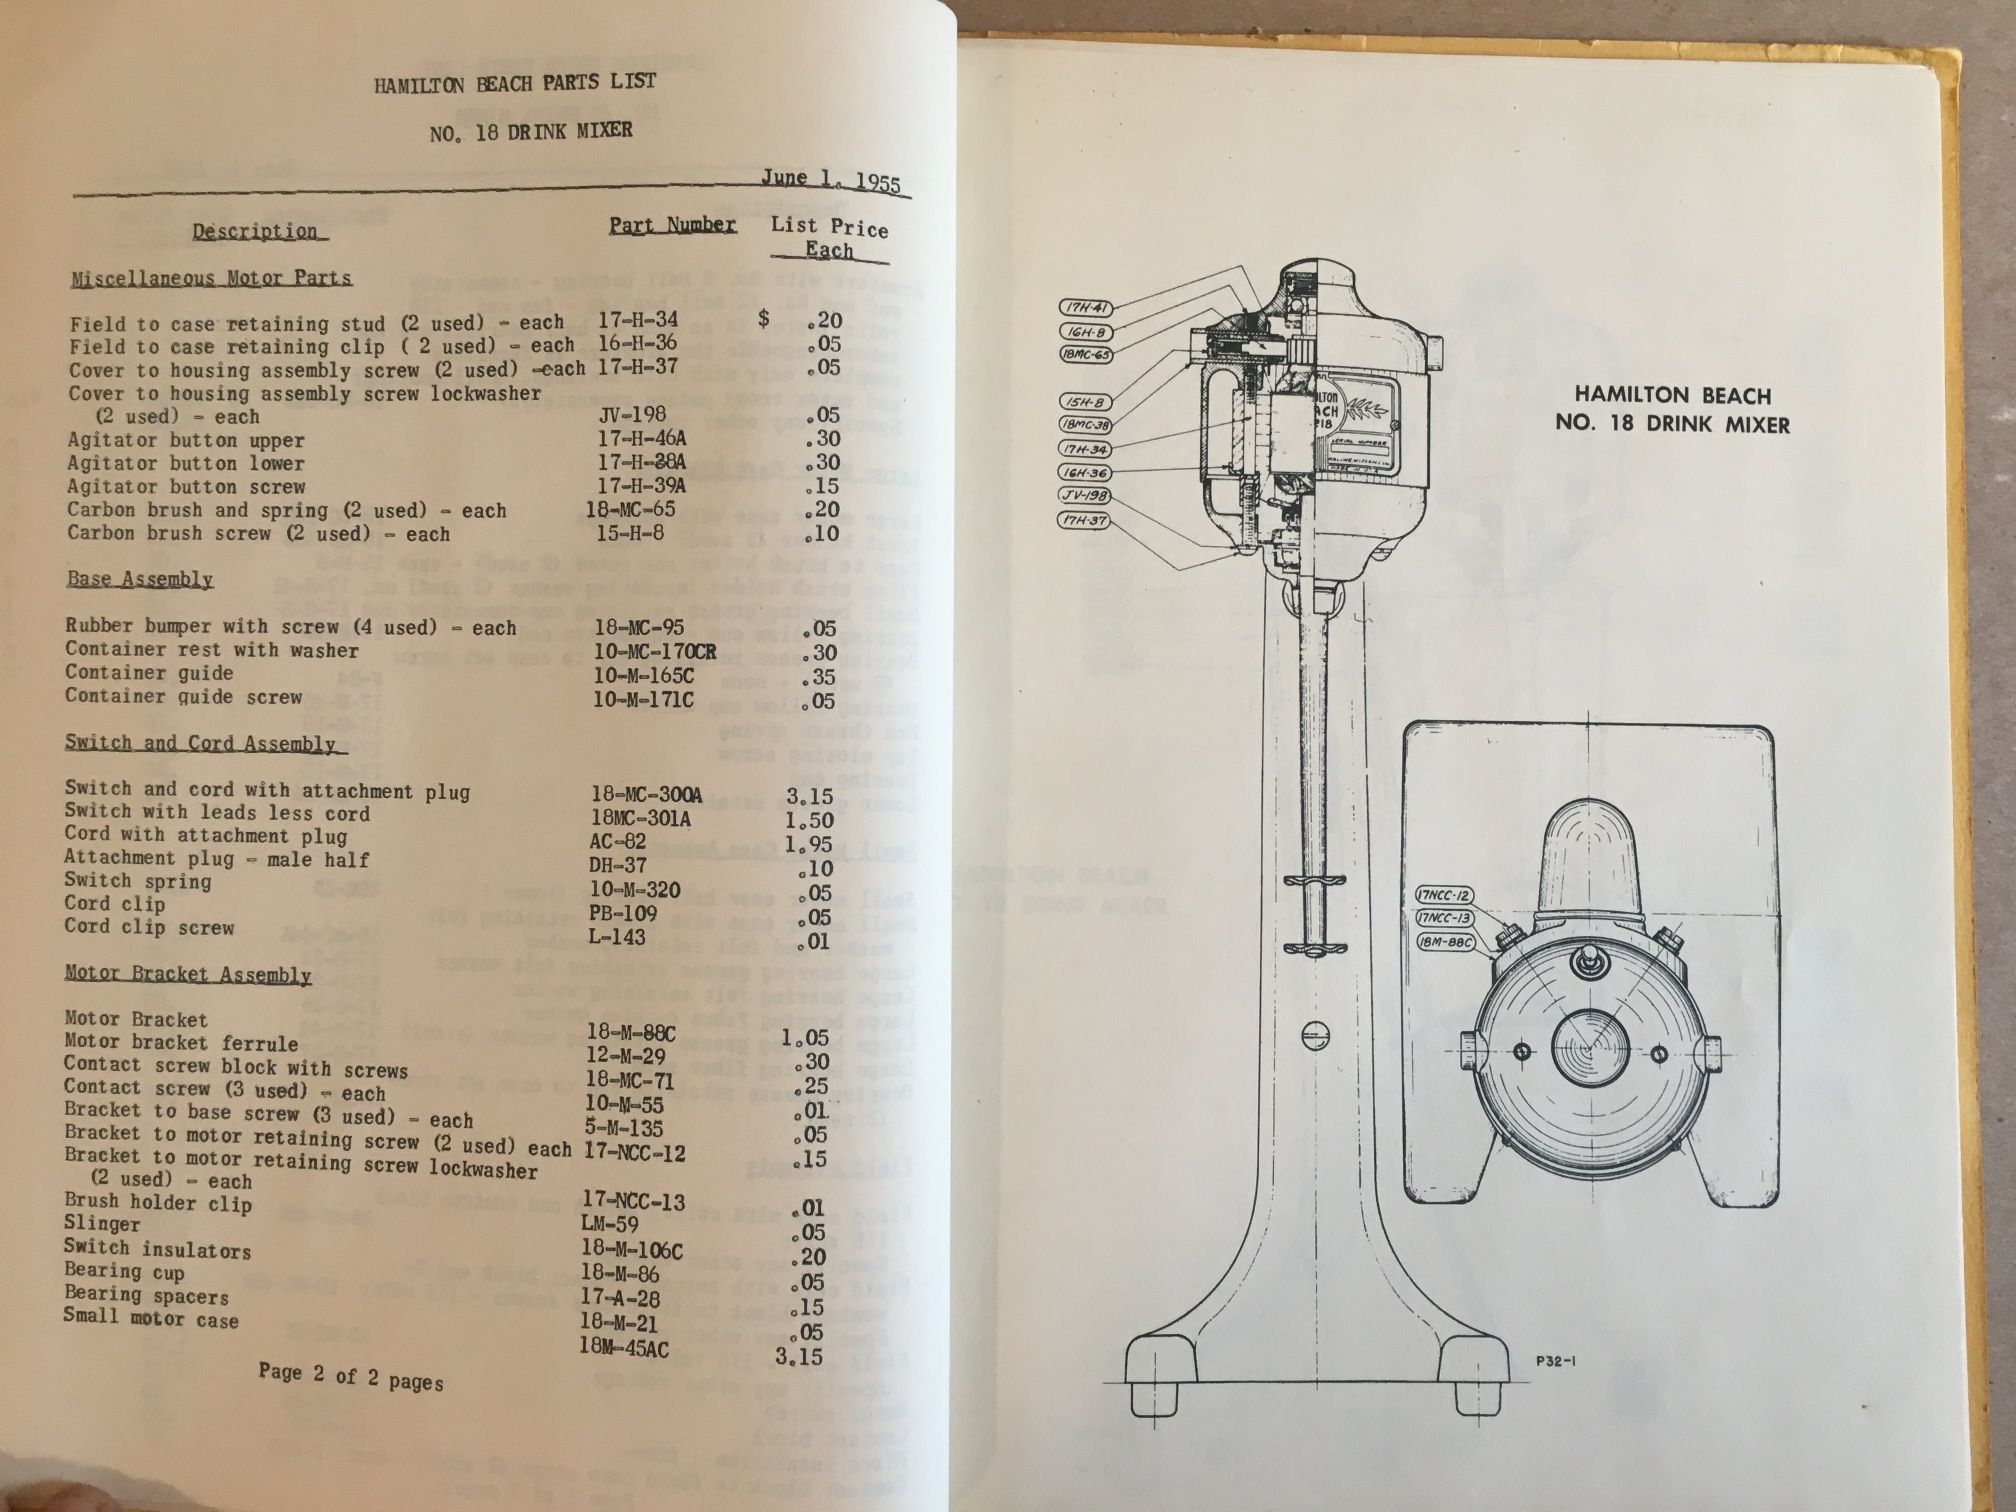 HAMILTON BEACH PARTS LIST
NO. 18 DRINK MIXER
June 1, 1955
Description Part Number List Price
Each
Miscellaneous Motor Parts
Field to case retaining stud (2 used) - each 17-H-34 $ .20
Field to case retaining clip ( 2 used) - each 16-H-36 .05
Cover to housing assembly screw (2 used) -each 17-H-37 .05
Cover to housing assembly screw lockwasher
(2 used) - each JV-198 .05
Agitator button upper 17-H-46A .30
Agitator button lower 17-H-38A .30
Agitator button screw 17-H-39A .15
Carbon brush and spring (2 used) - each 18-MC-65 .20
Carbon brush screw (2 used) - each 15-H-8 .10
Base Assembly
Rubber bumper with screw (4 used) - each 18-MC-95 .05
Container rest with washer 10-MC-170CR .30
Container guide 10-M-165C .35
Container guide screw 10-M-171C .05
Switch and Cord Assembly
Switch and cord with attachment plug 18-MC-300A 3.15
Switch with leads less cord 18MC-301A 1.50
Cord with attachment plug AC-82 1.95
Attachment plug - male half DH-37 .10
Switch spring 10-M-320 .05
Cord clip PB-109 .05
Cord clip screw L-143 .01
Motor Bracket Assembly
Motor Bracket 18-M-88C 1.05
Motor bracket ferrule 12-M-29 .30
Contact screw block with screws 18-MC-71 .25
Contact screw (3 used) - each 10-M-55 .01
Bracket to base screw (3 used) - each 5-M-135 .05
Bracket to motor retaining screw (2 used) each 17-NCC-12 .15
Bracket to motor retaining screw lockwasher
(2 used) - each 17-NCC-13 .01
Brush holder clip LM-59 .05
Slinger 18-M-106C .20
Switch insulators 18-M-86 .05
Bearing cup 17-A-28 .15
Bearing spacers 18-M-21 .05
Small motor case 18M-45AC 3.15
Page 2 of 2 pages
17H-41
16H-8
18MC-65
15H-8
18MC-38
17H-34
16H-36
JV-198
17H-37
LTON
ACH
18
SERIAL NUMBER
HAMILTON BEACH
NO. 18 DRINK MIXER
17NCC-12
17NCC-13
18M-88C
P32-1